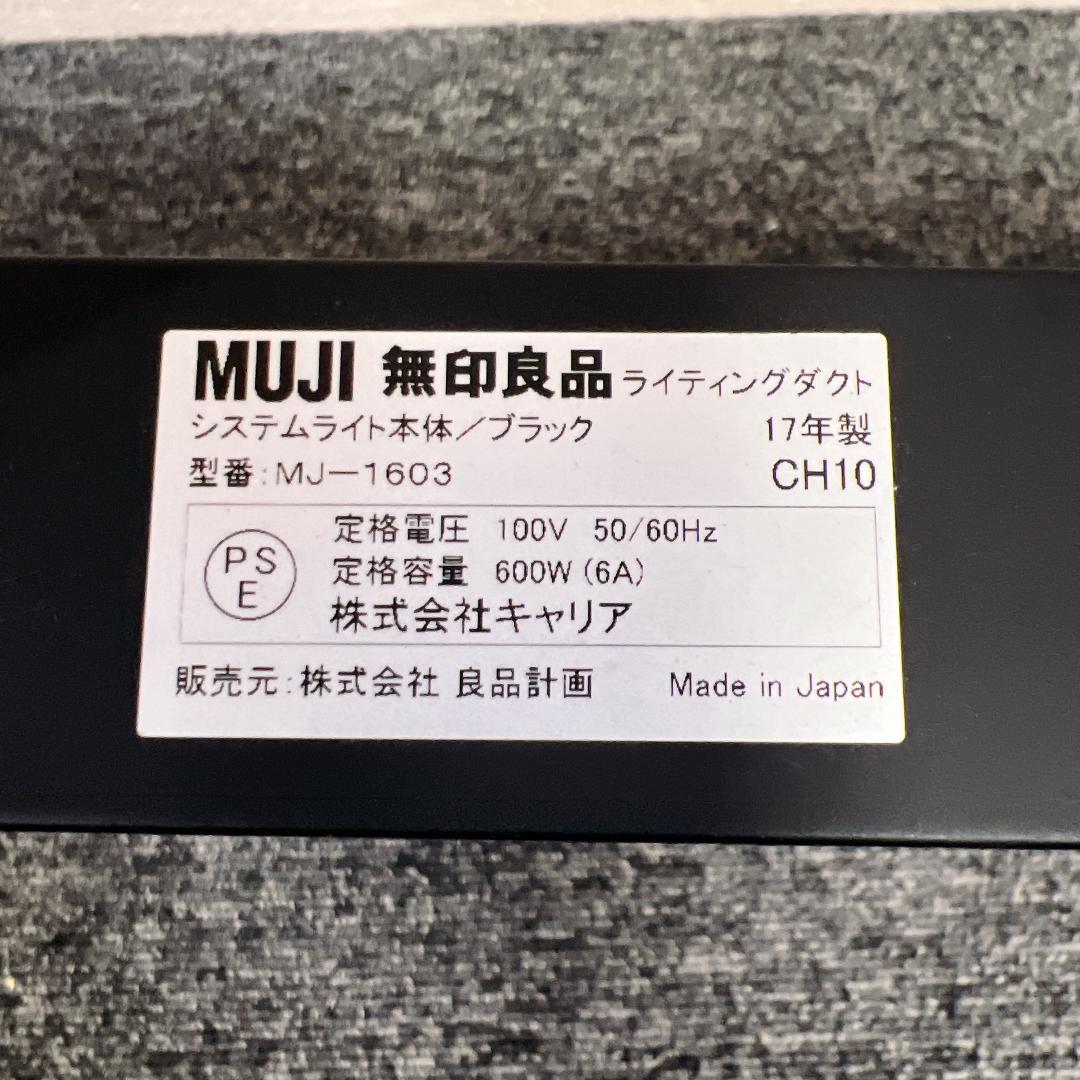 MUJI 無印良品 ライティングダクト
システムライト本体／ブラック 17年製
型番:MJ－1603 CH10
定格電圧 100V 50/60Hz
PS
E
定格容量 600W(6A)
株式会社キャリア
販売元:株式会社 良品計画 Made in Japan